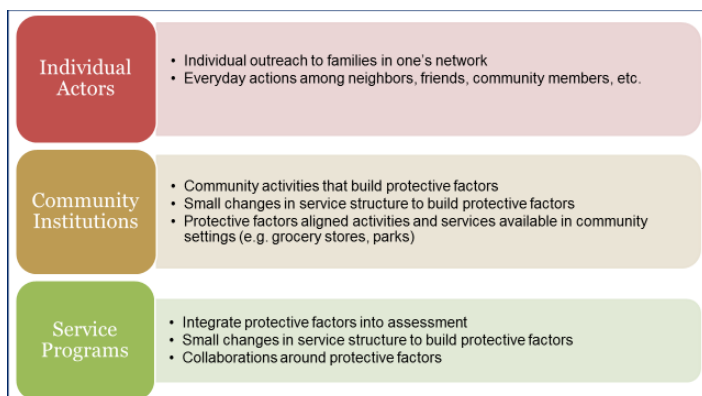 Individual
Actors
• Individual outreach to families in one's network
• Everyday actions among neighbors, friends, community members, etc.
Community
Institutions
• Community activities that build protective factors
• Small changes in service structure to build protective factors
• Protective factors aligned activities and services available in community
settings (e.g. grocery stores, parks)
Service
Programs
• Integrate protective factors into assessment
• Small changes in service structure to build protective factors
• Collaborations around protective factors